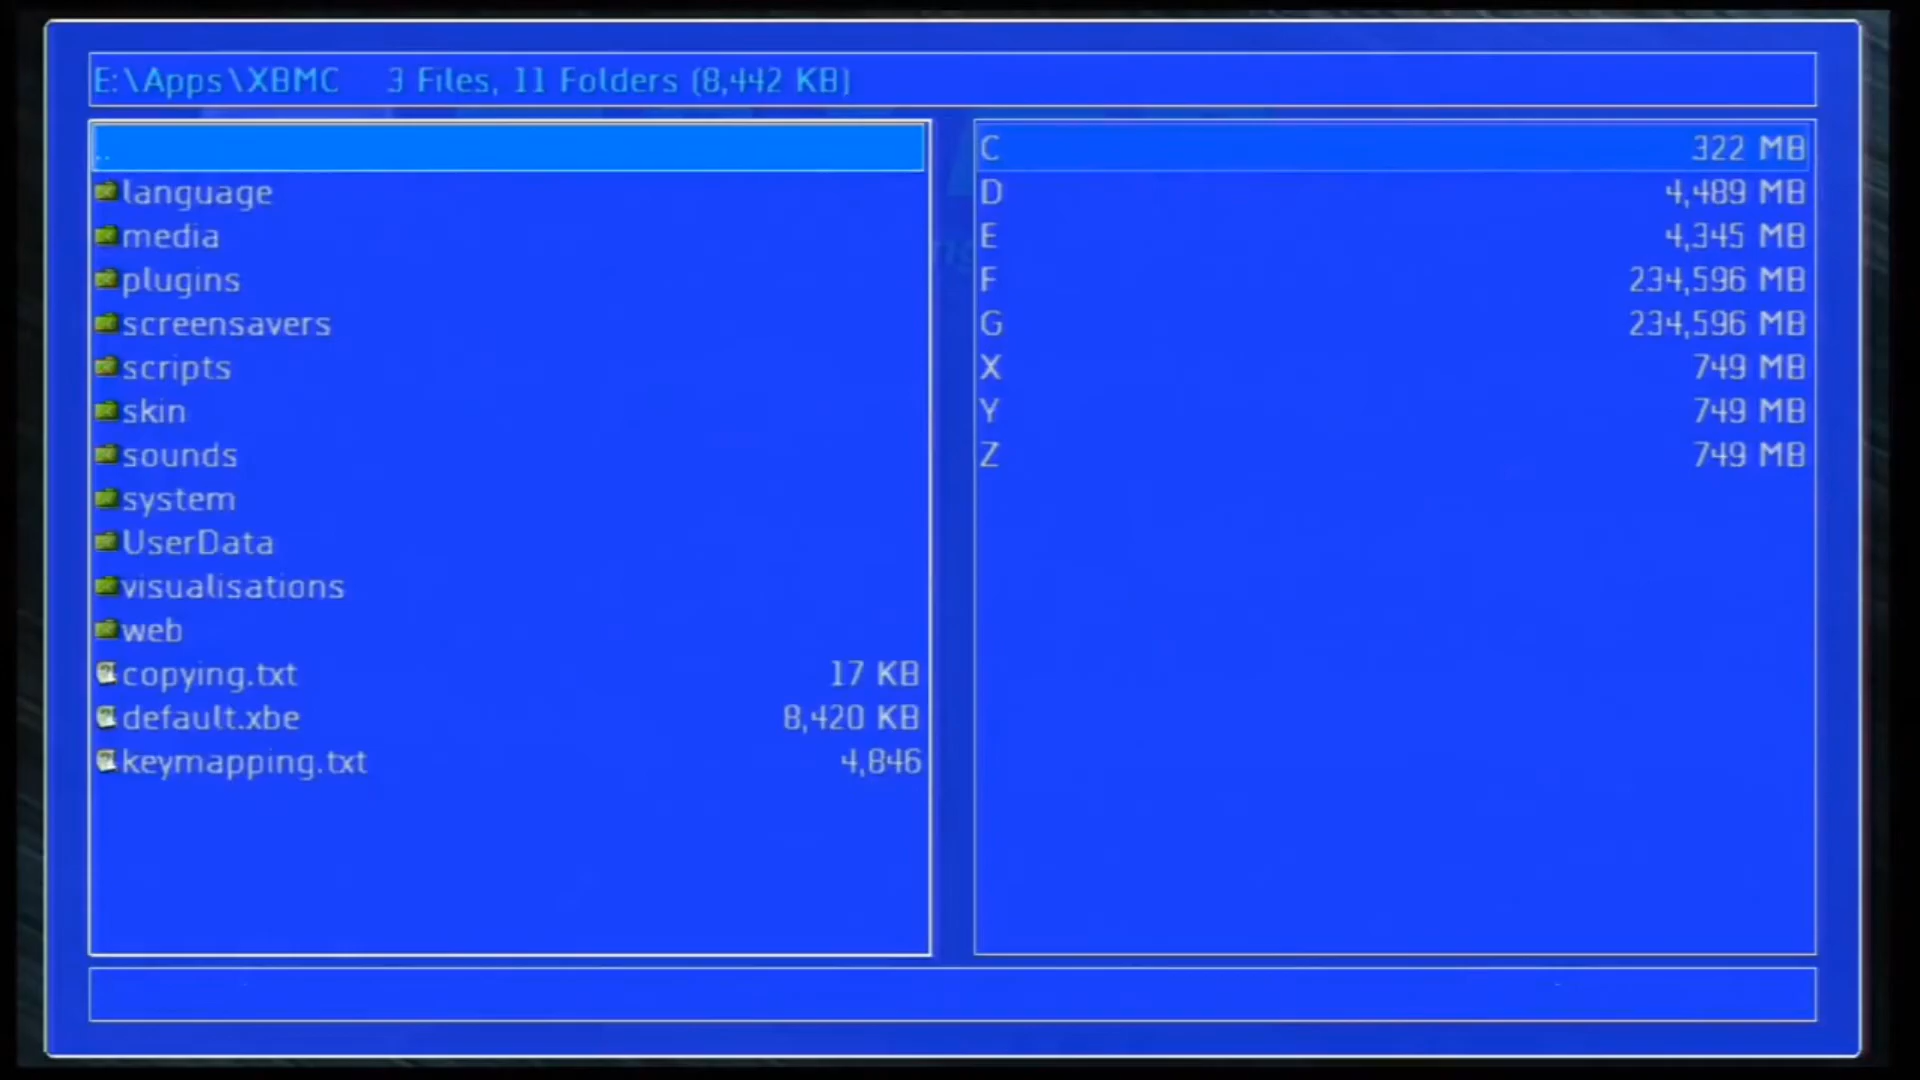 E:\Apps\XBMC 3 Files, 11 Folders (8,442 KB)
..
language
media
plugins
screensavers
scripts
skin
sounds
system
UserData
visualisations
web
copying.txt 17 KB
default.xbe 8,420 KB
keymapping.txt 4,846
C 322 MB
D 4,489 MB
E 4,345 MB
F 234,596 MB
G 234,596 MB
X 749 MB
Y 749 MB
Z 749 MB